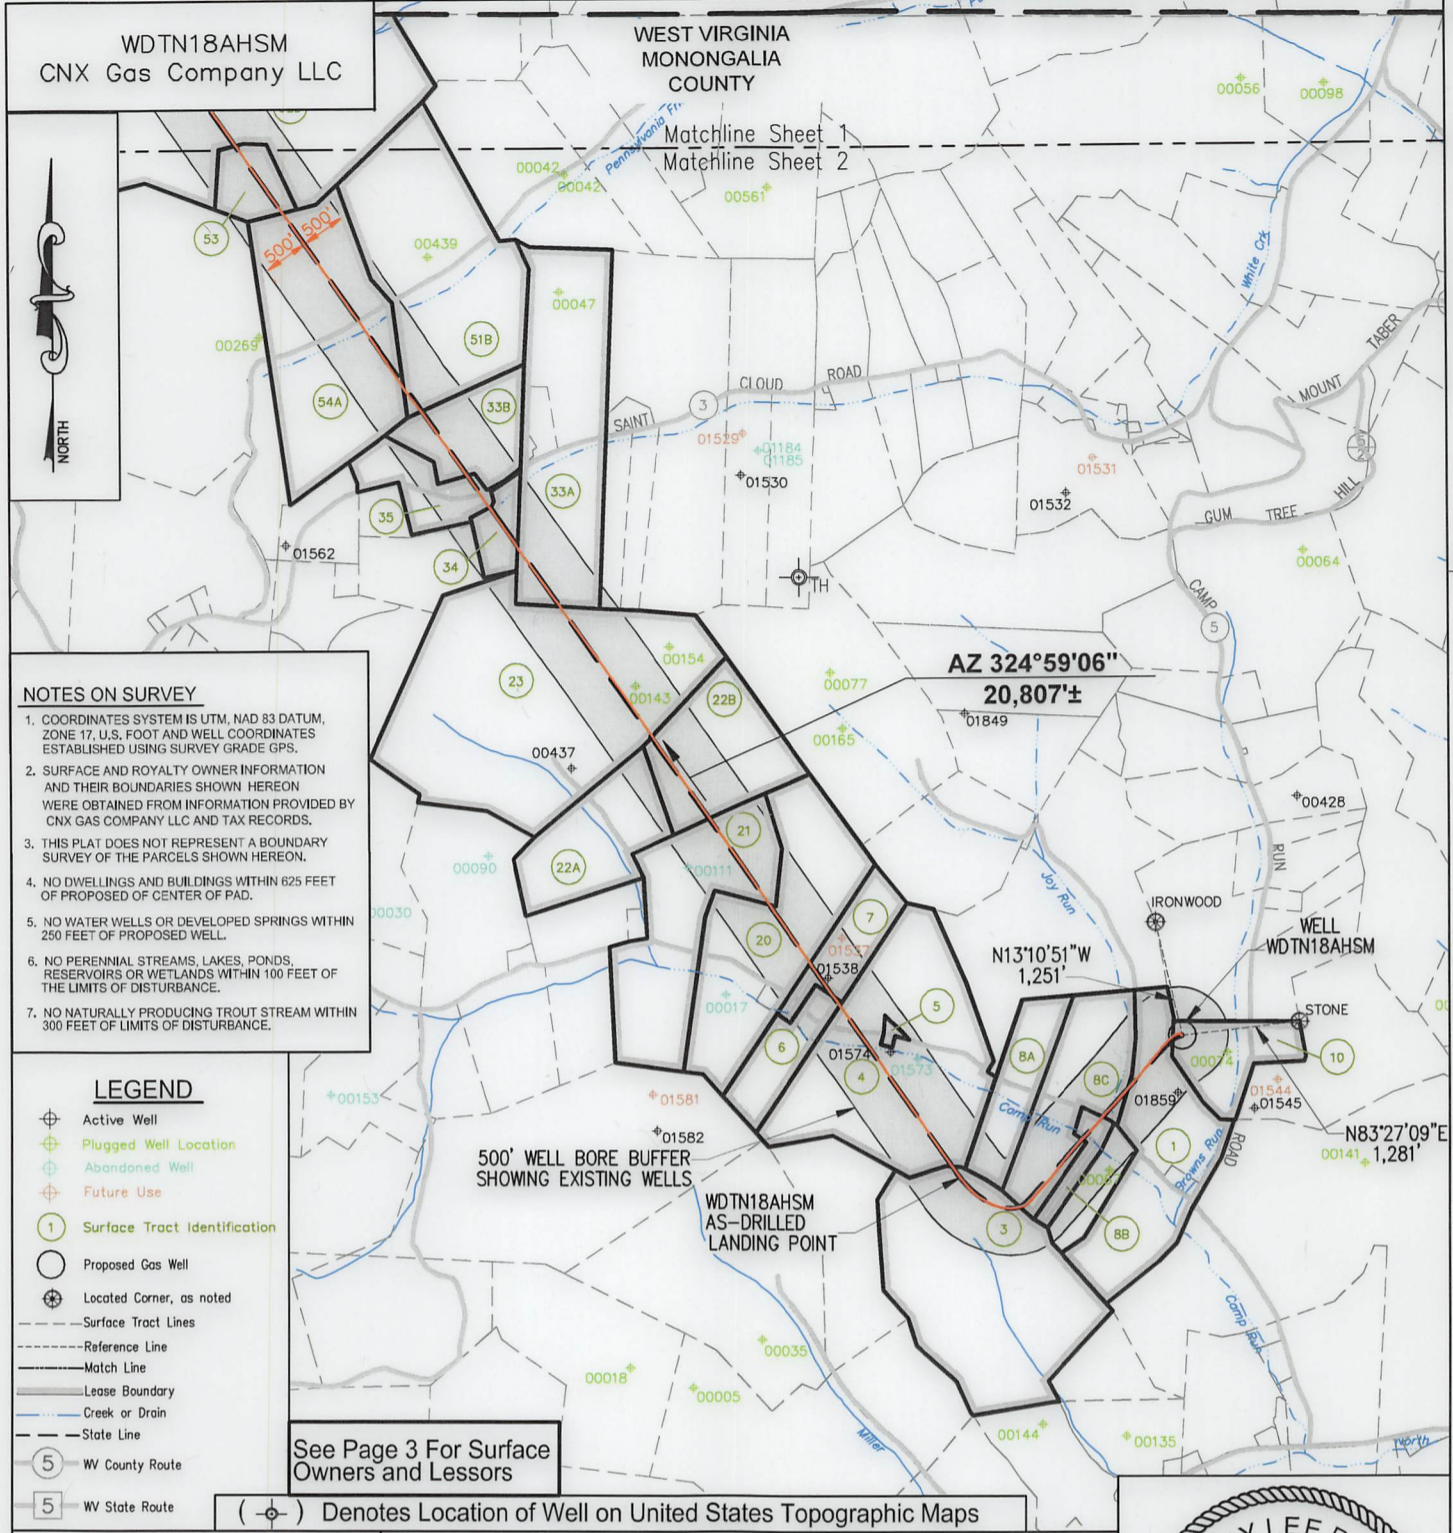 WDTN18AHSM
CNX Gas Company LLC
WEST VIRGINIA
MONONGALIA
COUNTY
Matchline Sheet 1
Matchline Sheet 2
Pennsylvania
00056
00098
00042
00042
00561
53
500'
500'
00439
White Crk
00047
00269
51B
TABER
MOUNT
54A
33B
CLOUD
ROAD
3
SAINT
01529
01184
01185
01530
01531
01532
5
2
HILL
GUM
TREE
NORTH
33A
35
01562
34
TH
00064
CAMP
5
NOTES ON SURVEY
1. COORDINATES SYSTEM IS UTM, NAD 83 DATUM,
ZONE 17, U.S. FOOT AND WELL COORDINATES
ESTABLISHED USING SURVEY GRADE GPS.
2. SURFACE AND ROYALTY OWNER INFORMATION
AND THEIR BOUNDARIES SHOWN HEREON
WERE OBTAINED FROM INFORMATION PROVIDED BY
CNX GAS COMPANY LLC AND TAX RECORDS.
3. THIS PLAT DOES NOT REPRESENT A BOUNDARY
SURVEY OF THE PARCELS SHOWN HEREON.
4. NO DWELLINGS AND BUILDINGS WITHIN 625 FEET
OF PROPOSED OF CENTER OF PAD.
5. NO WATER WELLS OR DEVELOPED SPRINGS WITHIN
250 FEET OF PROPOSED WELL.
6. NO PERENNIAL STREAMS, LAKES, PONDS,
RESERVOIRS OR WETLANDS WITHIN 100 FEET OF
THE LIMITS OF DISTURBANCE.
7. NO NATURALLY PRODUCING TROUT STREAM WITHIN
300 FEET OF LIMITS OF DISTURBANCE.
23
00154
00143
22B
00077
00165
AZ 324°59'06"
20,807'±
01849
00437
00428
21
22A
00090
00111
00030
RUN
Joy Run
IRONWOOD
WELL
WDTN18AHSM
7
20
01537
01538
N13°10'51"W
1,251'
00017
5
STONE
6
01574
01573
4
8A
8C
00074
10
01859
01544
01545
Camp Run
1
N83°27'09"E
1,281'
00141
Browns Run
ROAD
8B
3
00153
01581
01582
500' WELL BORE BUFFER
SHOWING EXISTING WELLS
WDTN18AHSM
AS-DRILLED
LANDING POINT
Camp Run
00035
00018
00005
00144
00135
Miller
North
LEGEND
Active Well
Plugged Well Location
Abandoned Well
Future Use
1 Surface Tract Identification
Proposed Gas Well
Located Corner, as noted
Surface Tract Lines
Reference Line
Match Line
Lease Boundary
Creek or Drain
State Line
5 WV County Route
5 WV State Route
See Page 3 For Surface
Owners and Lessors
( ) Denotes Location of Well on United States Topographic Maps
LEE